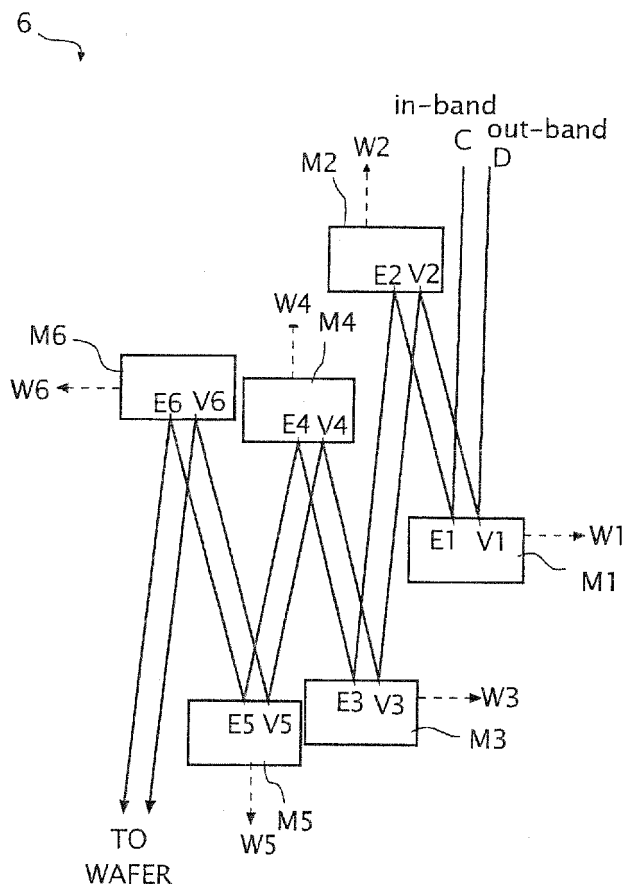 6
in-band
C
out-band
D
W2
M2
E2 V2
W4
M4
M6
W6
E6 V6
E4 V4
E1 V1
W1
M1
E3 V3
W3
M3
E5 V5
M5
W5
TO
WAFER